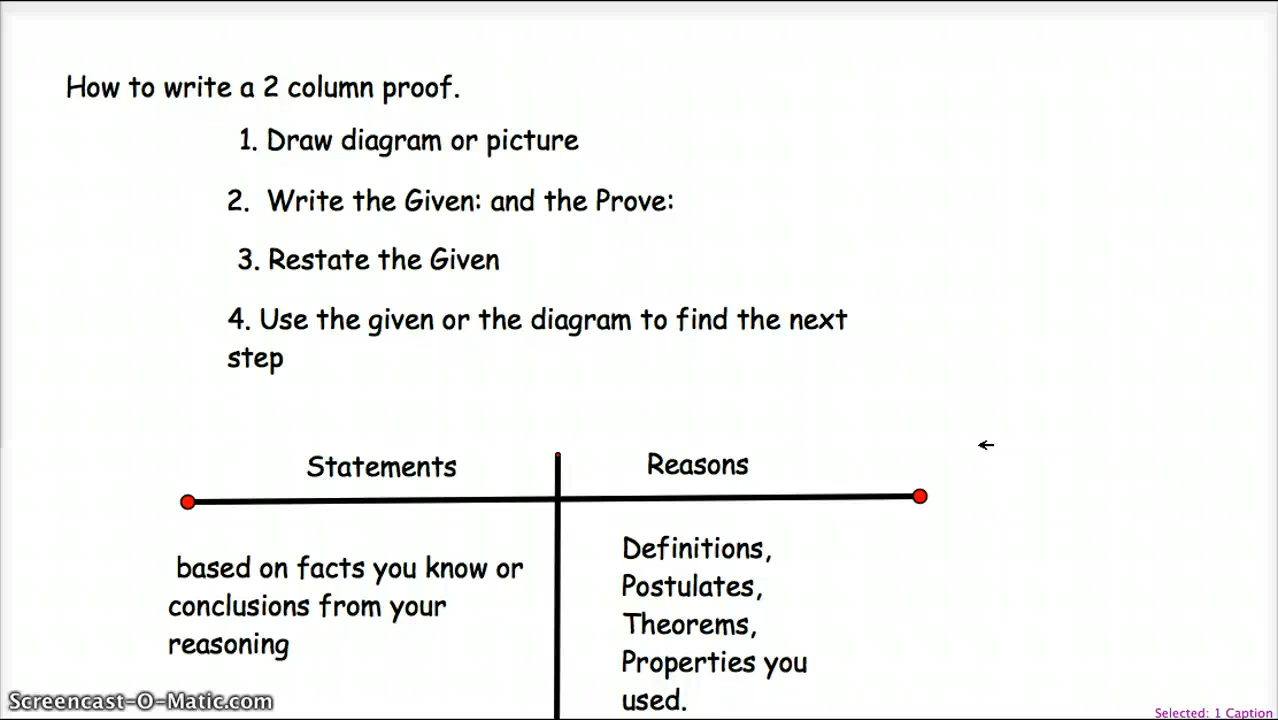 How to write a 2 column proof.
1. Draw diagram or picture
2. Write the Given: and the Prove:
3. Restate the Given
4. Use the given or the diagram to find the next
step
Statements
Reasons
based on facts you know or
conclusions from your
reasoning
Definitions,
Postulates,
Theorems,
Properties you
used.
Screencast-O-Matic.com
Selected: 1 Caption